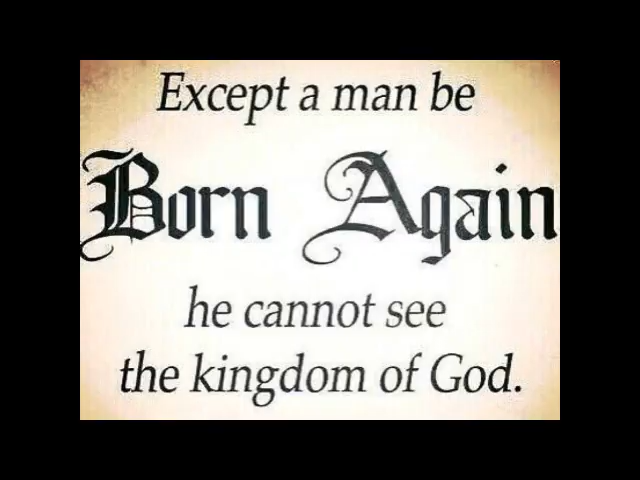 Except a man be
Born Again
he cannot see
the kingdom of God.